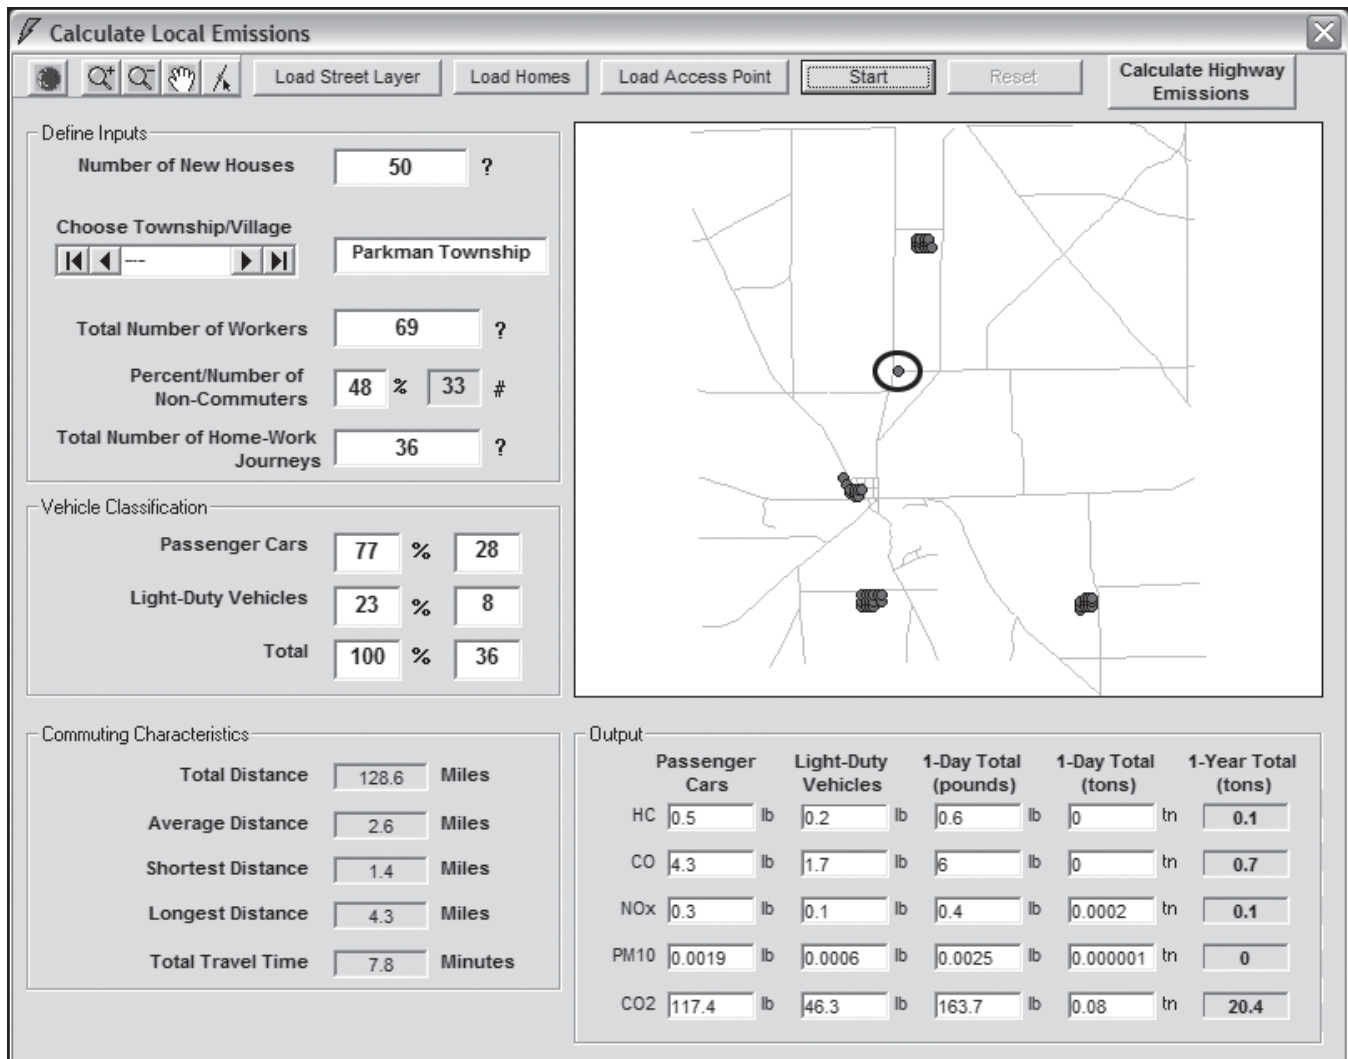 Calculate Local Emissions
Load Street Layer Load Homes Load Access Point Start Reset Calculate Highway
Emissions
Define Inputs
Number of New Houses 50 ?
Choose Township/Village
--- Parkman Township
Total Number of Workers 69 ?
Percent/Number of
Non-Commuters 48 % 33 #
Total Number of Home-Work
Journeys 36 ?
Vehicle Classification
Passenger Cars 77 % 28
Light-Duty Vehicles 23 % 8
Total 100 % 36
Commuting Characteristics
Total Distance 128.6 Miles
Average Distance 2.6 Miles
Shortest Distance 1.4 Miles
Longest Distance 4.3 Miles
Total Travel Time 7.8 Minutes
Output
Passenger Light-Duty 1-Day Total 1-Day Total 1-Year Total
Cars Vehicles (pounds) (tons) (tons)
HC 0.5 lb 0.2 lb 0.6 lb 0 tn 0.1
CO 4.3 lb 1.7 lb 6 lb 0 tn 0.7
NOx 0.3 lb 0.1 lb 0.4 lb 0.0002 tn 0.1
PM10 0.0019 lb 0.0006 lb 0.0025 lb 0.000001 tn 0
CO2 117.4 lb 46.3 lb 163.7 lb 0.08 tn 20.4